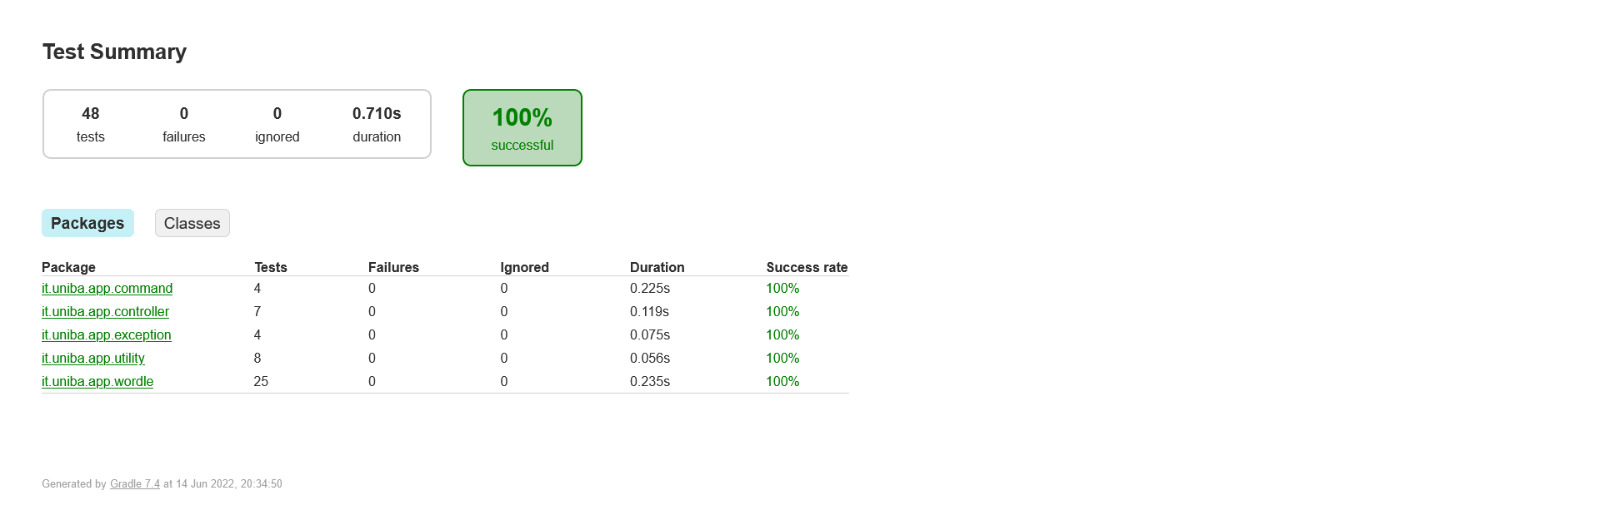 Test Summary
48 0 0 0.710s
tests failures ignored duration
100%
successful
Packages Classes
Package Tests Failures Ignored Duration Success rate
it.uniba.app.command 4 0 0 0.225s 100%
it.uniba.app.controller 7 0 0 0.119s 100%
it.uniba.app.exception 4 0 0 0.075s 100%
it.uniba.app.utility 8 0 0 0.056s 100%
it.uniba.app.wordle 25 0 0 0.235s 100%
Generated by Gradle 7.4 at 14 Jun 2022, 20:34:50